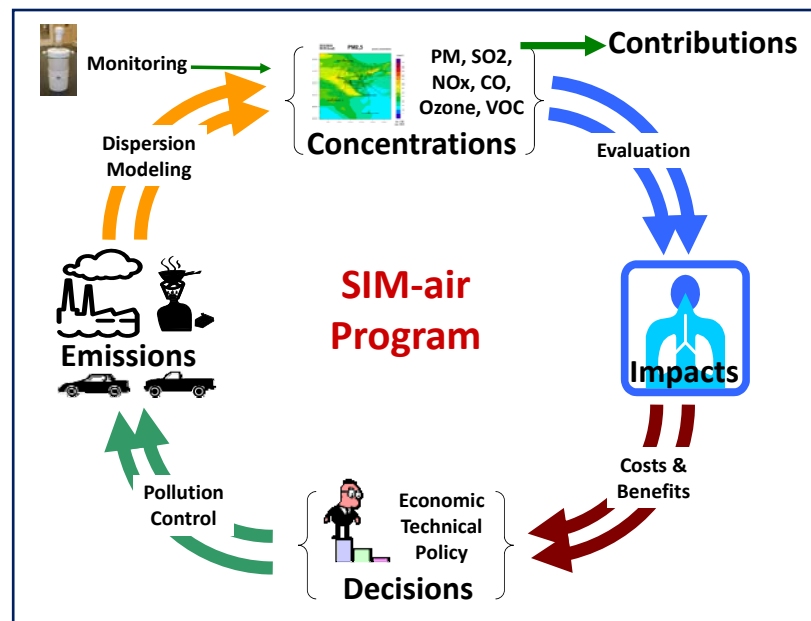 Monitoring
PM, SO2,
NOx, CO,
Ozone, VOC
Contributions
Concentrations
Dispersion
Modeling
Evaluation
SIM-air
Program
Emissions
Impacts
Costs &
Benefits
Pollution
Control
Economic
Technical
Policy
Decisions